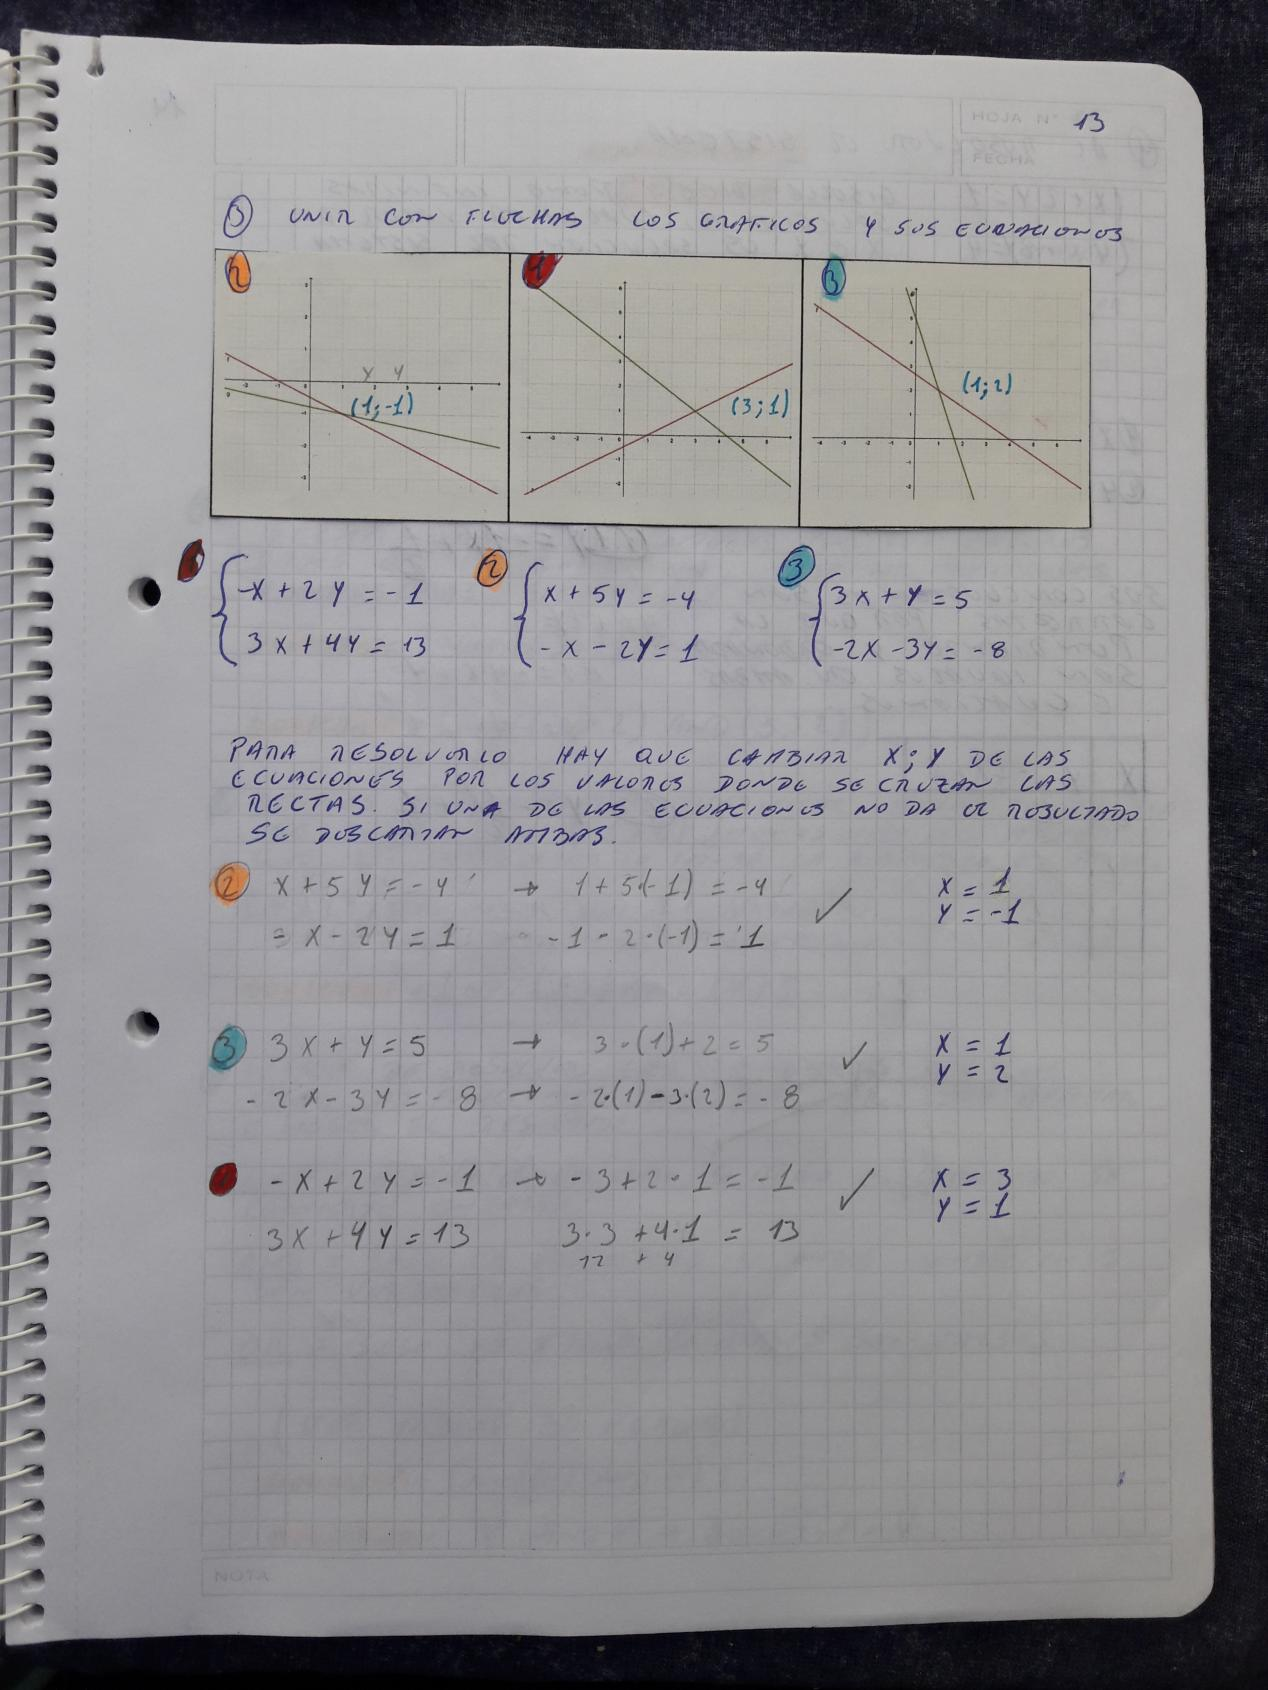 13
③ UNIR CON FLECHAS LOS GRÁFICOS Y SUS ECUACIONES
2 1 3
X Y
(1;-1) (3;1) (1;2)
1 2 3
-X + 2Y = -1 X + 5Y = -4 3X + Y = 5
3X + 4Y = 13 -X - 2Y = 1 -2X - 3Y = -8
PARA RESOLVERLO HAY QUE CAMBIAR X;Y DE LAS
ECUACIONES POR LOS VALORES DONDE SE CRUZAN LAS
RECTAS. SI UNA DE LAS ECUACIONES NO DA EL RESULTADO
SE DESCARTAN AMBAS.
2 X + 5Y = -4 → 1 + 5·(-1) = -4 ✓ X = 1
Y = -1
- X - 2Y = 1 -1 - 2·(-1) = 1
3 3X + Y = 5 → 3·(1) + 2 = 5 ✓ X = 1
Y = 2
- 2X - 3Y = -8 → -2·(1) - 3·(2) = -8
1 -X + 2Y = -1 → -3 + 2·1 = -1 ✓ X = 3
Y = 1
3X + 4Y = 13 3·3 + 4·1 = 13
12 + 4
NOTA